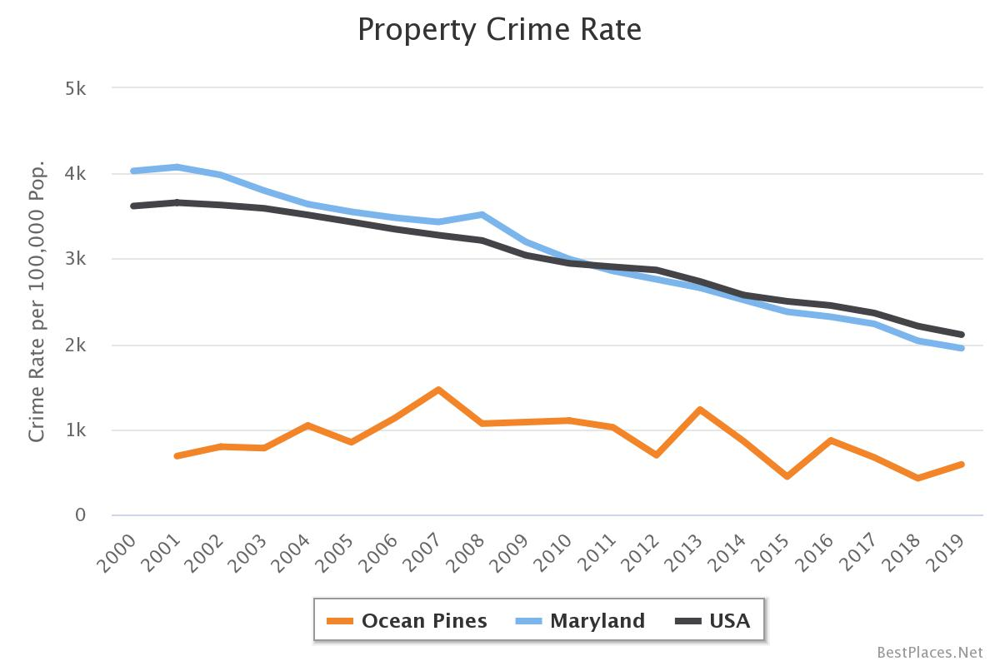 Property Crime Rate
Crime Rate per 100,000 Pop.
5k
4k
3k
2k
1k
0
2000 2001 2002 2003 2004 2005 2006 2007 2008 2009 2010 2011 2012 2013 2014 2015 2016 2017 2018 2019
Ocean Pines Maryland USA
BestPlaces.Net